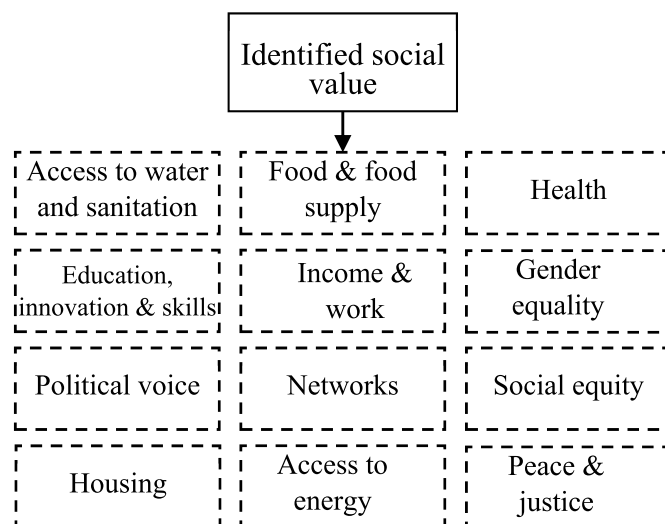 Identified social
value
Access to water
and sanitation
Food & food
supply
Health
Education,
innovation & skills
Income &
work
Gender
equality
Political voice
Networks
Social equity
Housing
Access to
energy
Peace &
justice